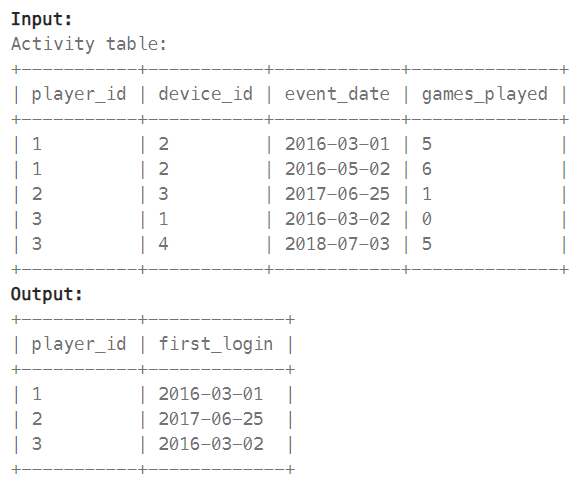 Input:
Activity table:
+-----------+-----------+------------+--------------+
| player_id | device_id | event_date | games_played |
+-----------+-----------+------------+--------------+
| 1         | 2         | 2016-03-01 | 5            |
| 1         | 2         | 2016-05-02 | 6            |
| 2         | 3         | 2017-06-25 | 1            |
| 3         | 1         | 2016-03-02 | 0            |
| 3         | 4         | 2018-07-03 | 5            |
+-----------+-----------+------------+--------------+
Output:
+-----------+-------------+
| player_id | first_login |
+-----------+-------------+
| 1         | 2016-03-01  |
| 2         | 2017-06-25  |
| 3         | 2016-03-02  |
+-----------+-------------+